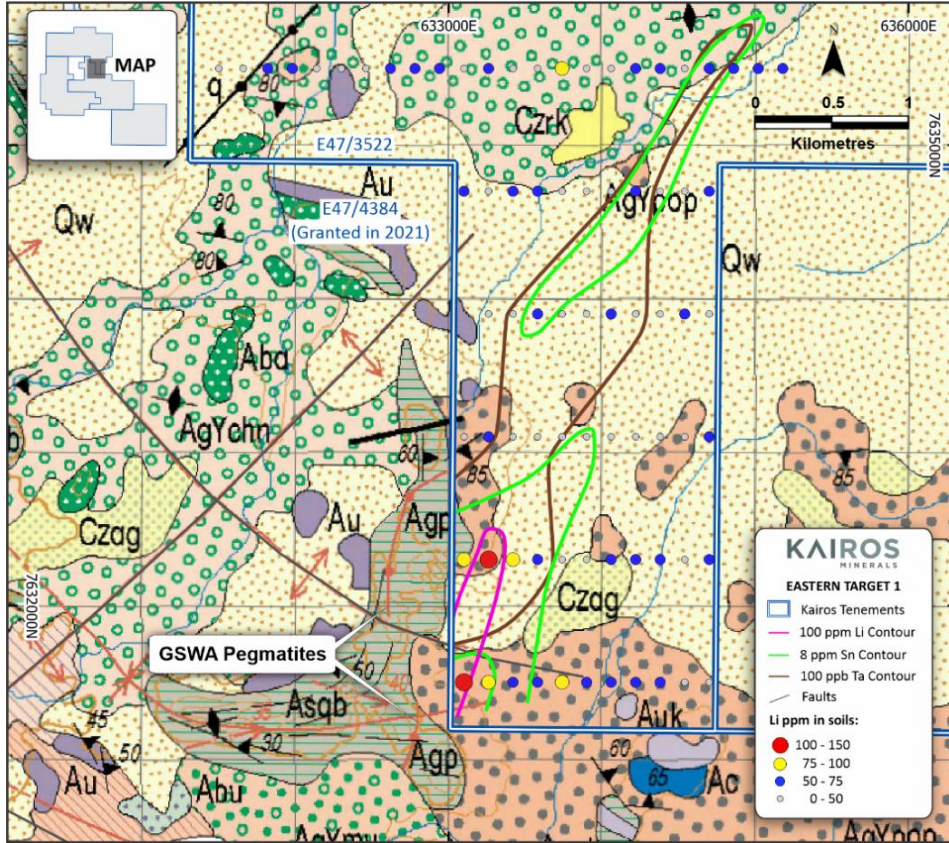 MAP
633000E
636000E
N
0
1
Kilometres
7635000N
q
80
Czrk
E47/3522
Au
E47/4384
(Granted in 2021)
AgYpop
Qw
80
80
Qw
Aba
AgYchn
60
85
85
Czag
Au
Agp
7632000N
Czag
GSWA Pegmatites
50
40
Asqb
30
45
50
Au
Abu
Agp
Auk
60
65
Ac
AgYmu
AgYpop
KAIROS
MINERALS
EASTERN TARGET 1
Kairos Tenements
100 ppm Li Contour
8 ppm Sn Contour
100 ppb Ta Contour
Faults
Li ppm in soils:
100 - 150
75 - 100
50 - 75
0 - 50